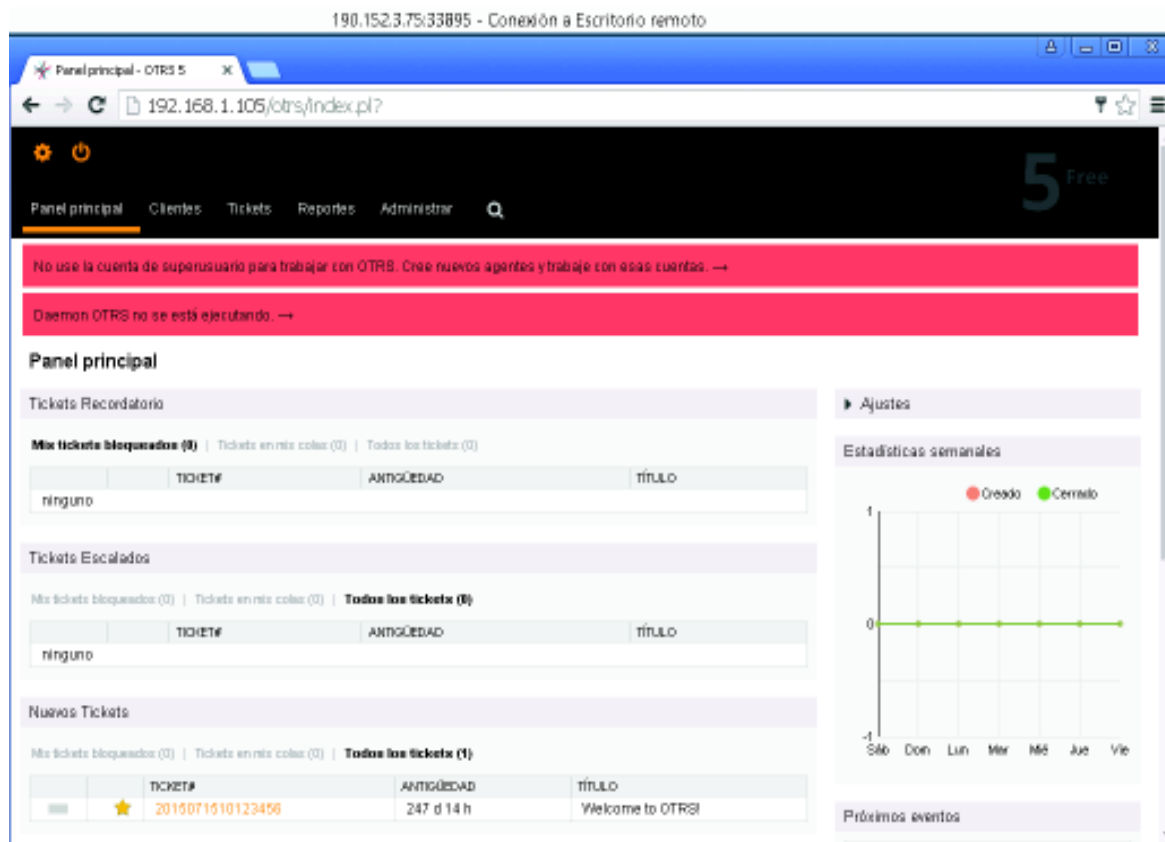 190.152.3.75:33895 - Conexión a Escritorio remoto
Panel principal - OTRS 5
192.168.1.105/otrs/index.pl?
5 Free
Panel principal Clientes Tickets Reportes Administrar
No use la cuenta de superusuario para trabajar con OTRS. Cree nuevos agentes y trabaje con esas cuentas. →
Daemon OTRS no se está ejecutando. →
Panel principal
Tickets Recordatorio
Mis tickets bloqueados (0) | Tickets en mis colas (0) | Todos los tickets (0)
TICKET# ANTIGÜEDAD TÍTULO
ninguno
Tickets Escalados
Mis tickets bloqueados (0) | Tickets en mis colas (0) | Todos los tickets (0)
TICKET# ANTIGÜEDAD TÍTULO
ninguno
Nuevos Tickets
Mis tickets bloqueados (0) | Tickets en mis colas (0) | Todos los tickets (1)
TICKET# ANTIGÜEDAD TÍTULO
2015071510123456 247 d 14 h Welcome to OTRS!
Ajustes
Estadísticas semanales
Creado Cerrado
1
0
-1
Sáb Dom Lun Mar Mié Jue Vie
Próximos eventos